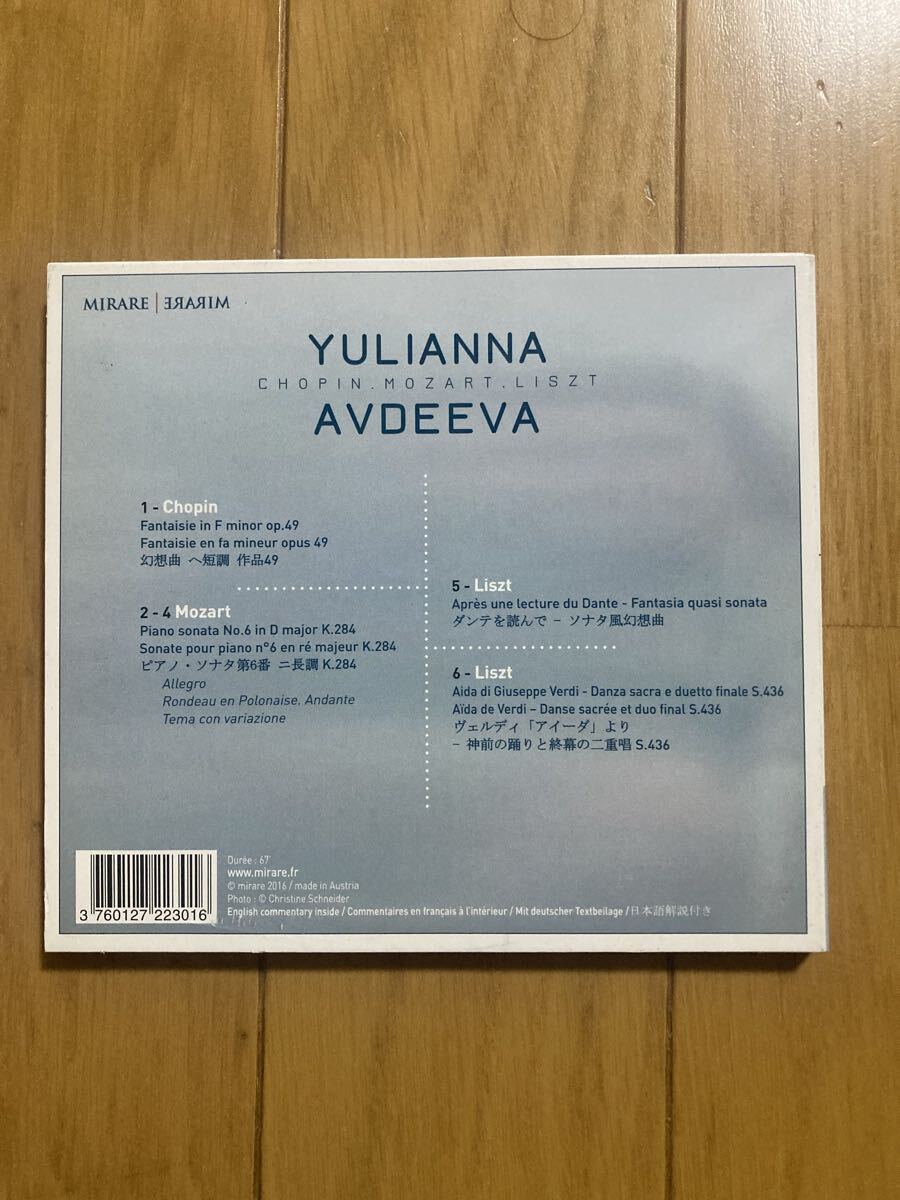 MIRARE | ƎЯAЯIM
YULIANNA
CHOPIN.MOZART.LISZT
AVDEEVA
1 - Chopin
Fantaisie in F minor op.49
Fantaisie en fa mineur opus 49
幻想曲 ヘ短調 作品49
2 - 4 Mozart
Piano sonata No.6 in D major K.284
Sonate pour piano n°6 en ré majeur K.284
ピアノ・ソナタ第6番 ニ長調 K.284
Allegro
Rondeau en Polonaise. Andante
Tema con variazione
5 - Liszt
Après une lecture du Dante - Fantasia quasi sonata
ダンテを読んで － ソナタ風幻想曲
6 - Liszt
Aida di Giuseppe Verdi - Danza sacra e duetto finale S.436
Aïda de Verdi – Danse sacrée et duo final S.436
ヴェルディ「アイーダ」より
－ 神前の踊りと終幕の二重唱 S.436
3 760127 223016
Durée : 67'
www.mirare.fr
© mirare 2016 / made in Austria
Photo : © Christine Schneider
English commentary inside / Commentaires en français à l'intérieur / Mit deutscher Textbeilage / 日本語解説付き